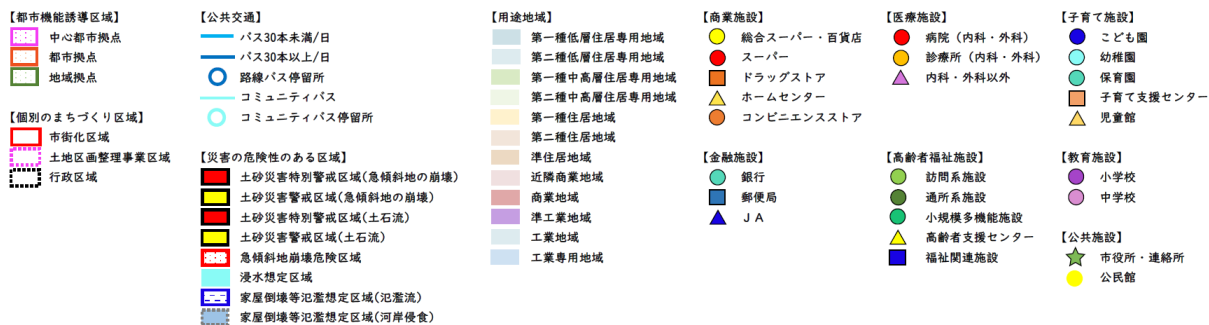 【都市機能誘導区域】
中心都市拠点
都市拠点
地域拠点
【個別のまちづくり区域】
市街化区域
土地区画整理事業区域
行政区域
【公共交通】
バス30本未満/日
バス30本以上/日
路線バス停留所
コミュニティバス
コミュニティバス停留所
【災害の危険性のある区域】
土砂災害特別警戒区域(急傾斜地の崩壊)
土砂災害警戒区域(急傾斜地の崩壊)
土砂災害特別警戒区域(土石流)
土砂災害警戒区域(土石流)
急傾斜地崩壊危険区域
浸水想定区域
家屋倒壊等氾濫想定区域(氾濫流)
家屋倒壊等氾濫想定区域(河岸侵食)
【用途地域】
第一種低層住居専用地域
第二種低層住居専用地域
第一種中高層住居専用地域
第二種中高層住居専用地域
第一種住居地域
第二種住居地域
準住居地域
近隣商業地域
商業地域
準工業地域
工業地域
工業専用地域
【商業施設】
総合スーパー・百貨店
スーパー
ドラッグストア
ホームセンター
コンビニエンスストア
【金融施設】
銀行
郵便局
JA
【医療施設】
病院(内科・外科)
診療所(内科・外科)
内科・外科以外
【高齢者福祉施設】
訪問系施設
通所系施設
小規模多機能施設
高齢者支援センター
福祉関連施設
【子育て施設】
こども園
幼稚園
保育園
子育て支援センター
児童館
【教育施設】
小学校
中学校
【公共施設】
市役所・連絡所
公民館